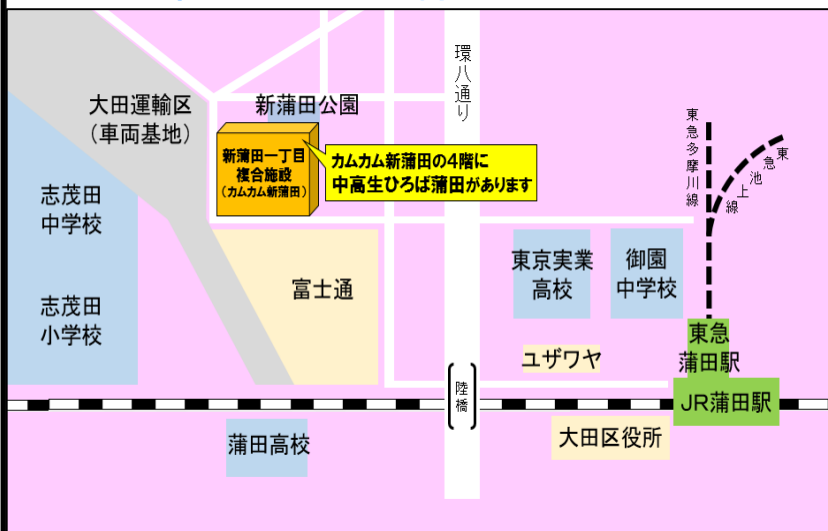 環八通り
大田運輸区
（車両基地）
新蒲田公園
新蒲田一丁目
複合施設
（カムカム新蒲田）
カムカム新蒲田の4階に
中高生ひろば蒲田があります
東急多摩川線
東急池上線
志茂田
中学校
志茂田
小学校
富士通
東京実業
高校
御園
中学校
ユザワヤ
東急
蒲田駅
陸橋
JR蒲田駅
蒲田高校
大田区役所